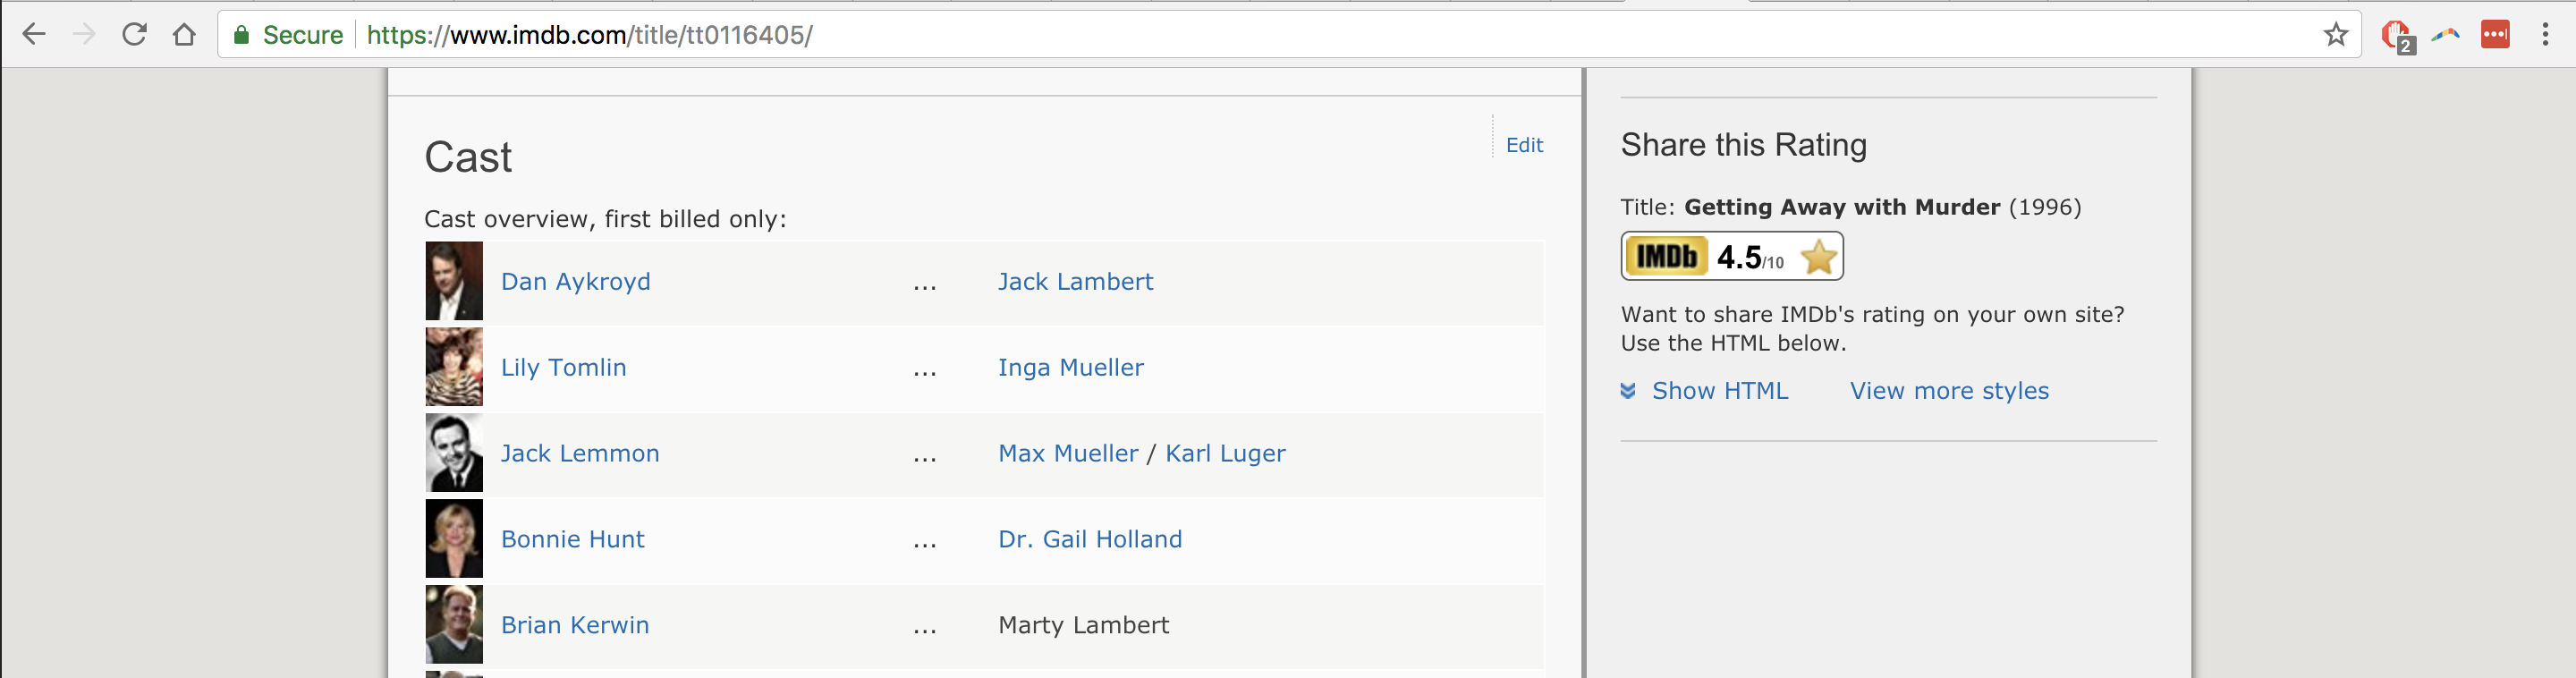 Secure https://www.imdb.com/title/tt0116405/
2
Cast
Edit
Cast overview, first billed only:
Dan Aykroyd ... Jack Lambert
Lily Tomlin ... Inga Mueller
Jack Lemmon ... Max Mueller / Karl Luger
Bonnie Hunt ... Dr. Gail Holland
Brian Kerwin ... Marty Lambert
Share this Rating
Title: Getting Away with Murder (1996)
IMDb 4.5/10
Want to share IMDb's rating on your own site?
Use the HTML below.
Show HTML View more styles